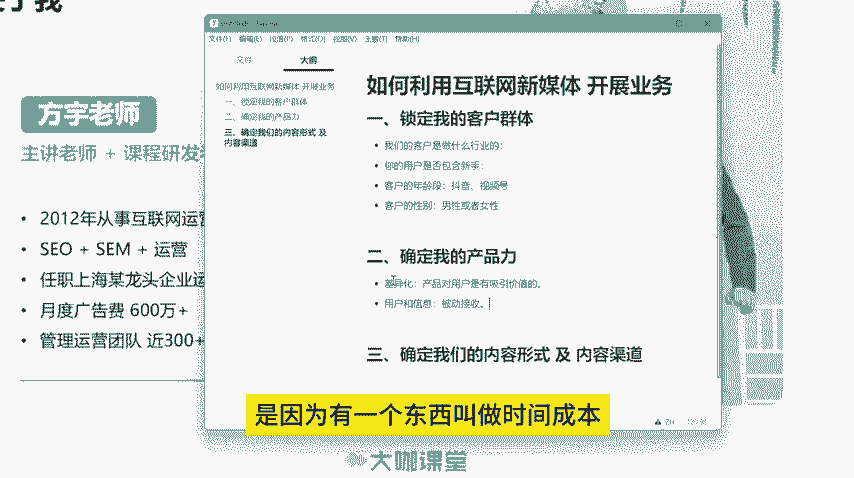 方宇老师
主讲老师 + 课程研发
• 2012年从事互联网运营
• SEO + SEM + 运营
• 任职上海某龙头企业运
• 月度广告费 600万+
• 管理运营团队 近300+
文件(F) 编辑(E) 段落(P) 格式(O) 视图(V) 主题(T) 帮助(H)
文件 大纲
如何利用互联网新媒体 开展业务
一、锁定我的客户群体
二、确定我的产品力
三、确定我们的内容形式 及
内容渠道
如何利用互联网新媒体 开展业务
一、锁定我的客户群体
• 我们的客户是做什么行业的:
• 你的用户是否包含新手:
• 客户的年龄段: 抖音、视频号
• 客户的性别: 男性或者女性
二、确定我的产品力
• 差异化: 产品对用户是有吸引价值的。
• 用户和信息: 被动接收。
三、确定我们的内容形式 及 内容渠道
是因为有一个东西叫做时间成本
大咖课堂